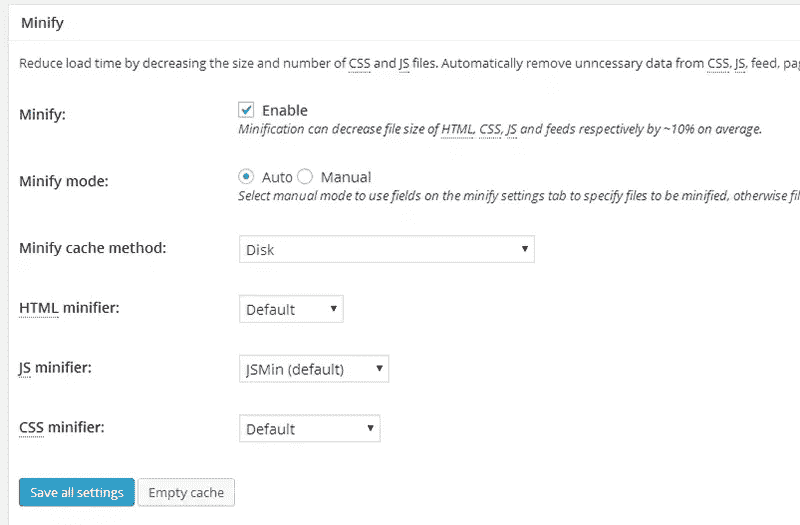 Minify
Reduce load time by decreasing the size and number of CSS and JS files. Automatically remove unncessary data from CSS, JS, feed,
Minify:
Enable
Minification can decrease file size of HTML, CSS, JS and feeds respectively by ~10% on average.
Minify mode:
Auto Manual
Select manual mode to use fields on the minify settings tab to specify files to be minified, otherwise
Minify cache method:
Disk
HTML minifier:
Default
JS minifier:
JSMin (default)
CSS minifier:
Default
Save all settings Empty cache